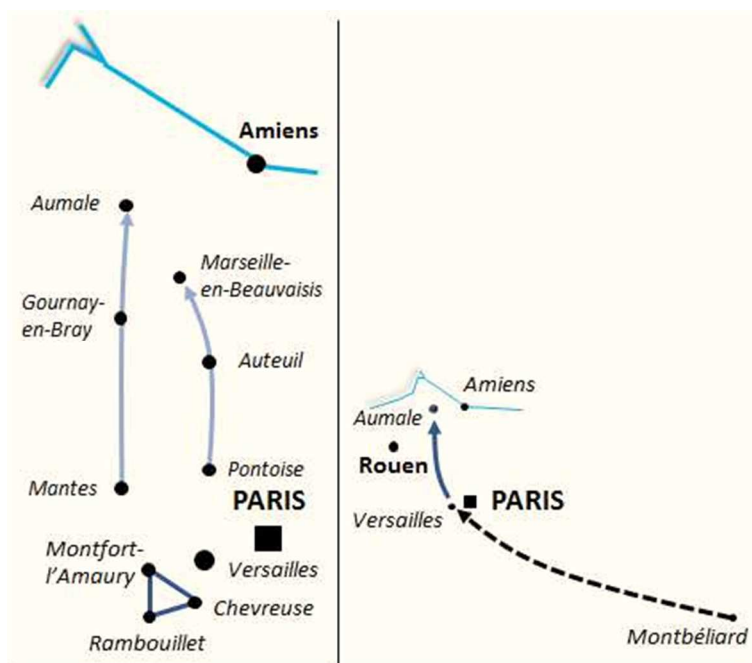 Amiens
Aumale
Marseille-
en-Beauvaisis
Gournay-
en-Bray
Auteuil
Pontoise
Mantes
PARIS
Montfort-
l'Amaury
Versailles
Chevreuse
Rambouillet
Amiens
Aumale
Rouen
PARIS
Versailles
Montbéliard